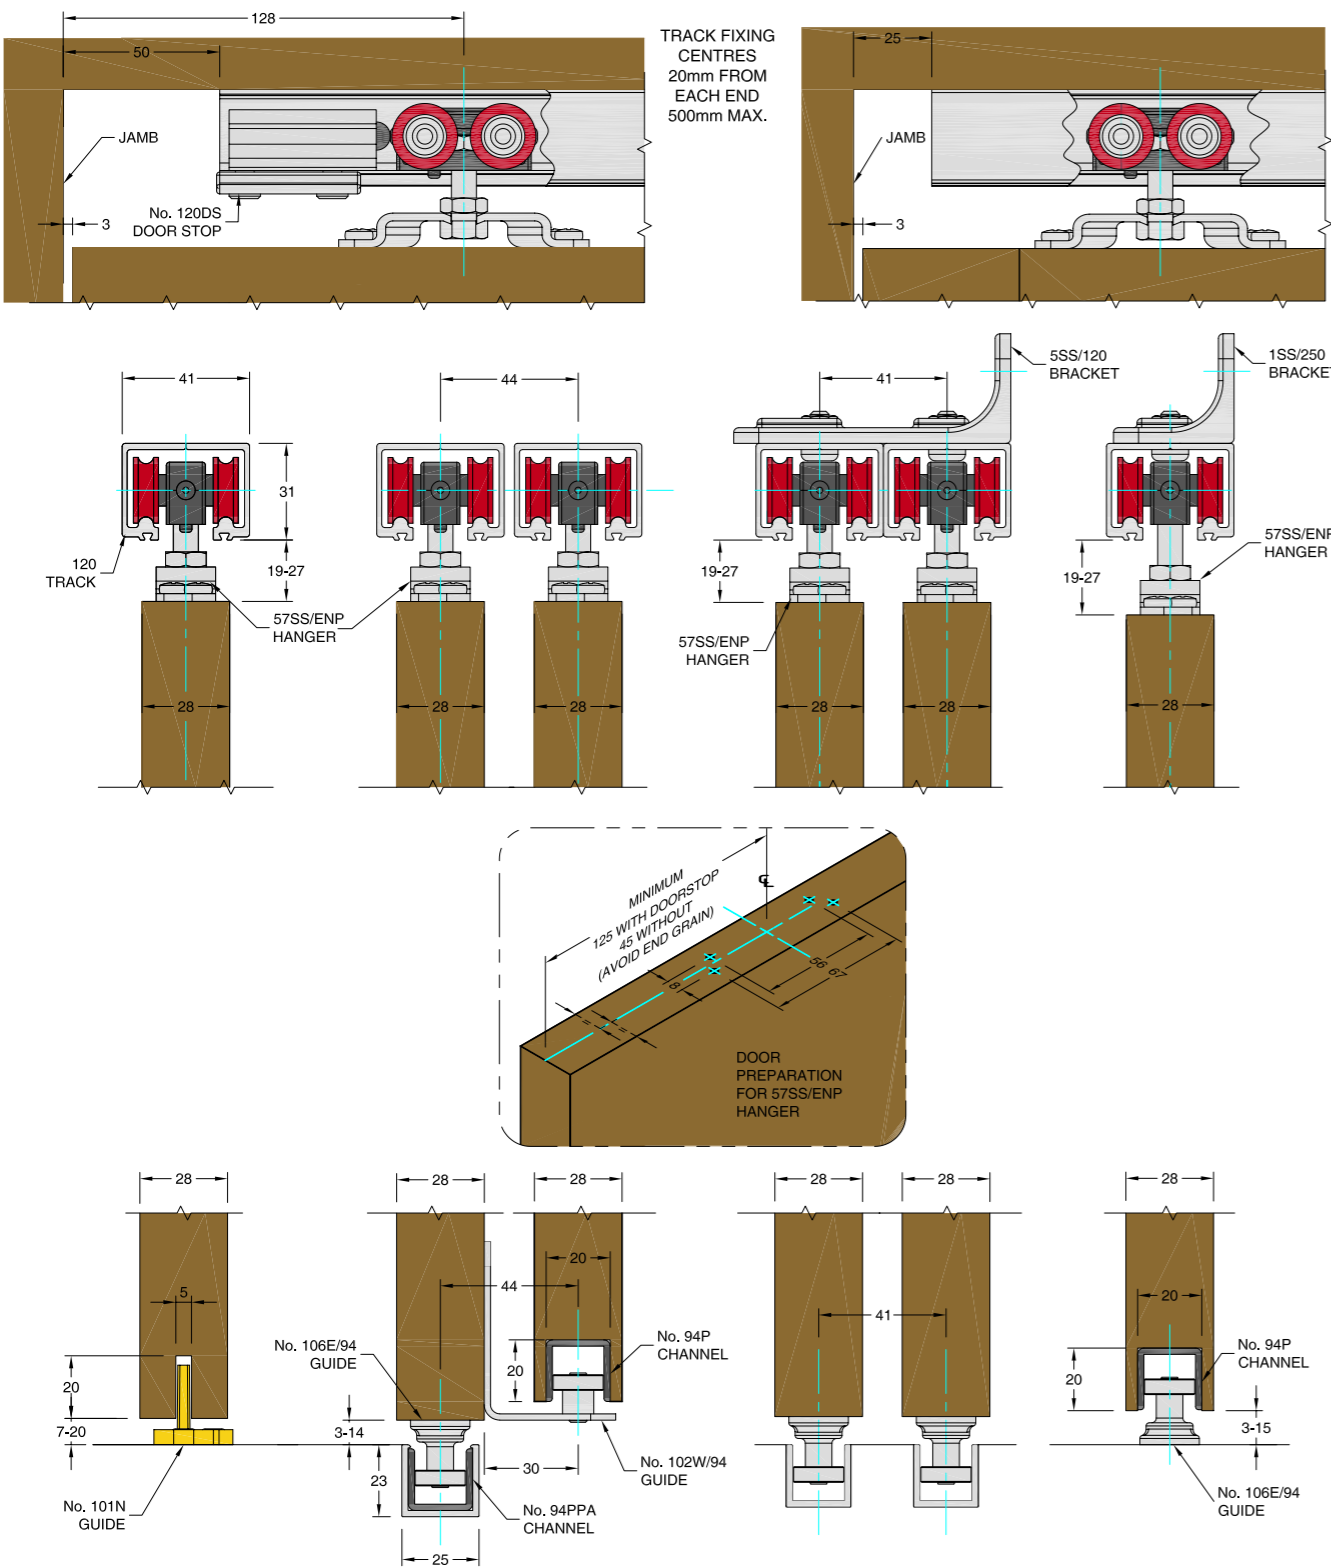 128
50
JAMB
No. 120DS
DOOR STOP
3
TRACK FIXING
CENTRES
20mm FROM
EACH END
500mm MAX.
25
JAMB
3
41
31
19-27
120
TRACK
57SS/ENP
HANGER
28
44
28
28
5SS/120
BRACKET
41
19-27
57SS/ENP
HANGER
28
28
1SS/250
BRACKET
57SS/ENP
HANGER
19-27
28
MINIMUM
125 WITH DOORSTOP
45 WITHOUT
(AVOID END GRAIN)
℄
56
67
8
=
=
DOOR
PREPARATION
FOR 57SS/ENP
HANGER
28
5
20
7-20
No. 101N
GUIDE
28
28
20
44
No. 106E/94
GUIDE
20
No. 94P
CHANNEL
3-14
30
23
No. 102W/94
GUIDE
No. 94PPA
CHANNEL
25
28
28
41
28
20
20
No. 94P
CHANNEL
3-15
No. 106E/94
GUIDE